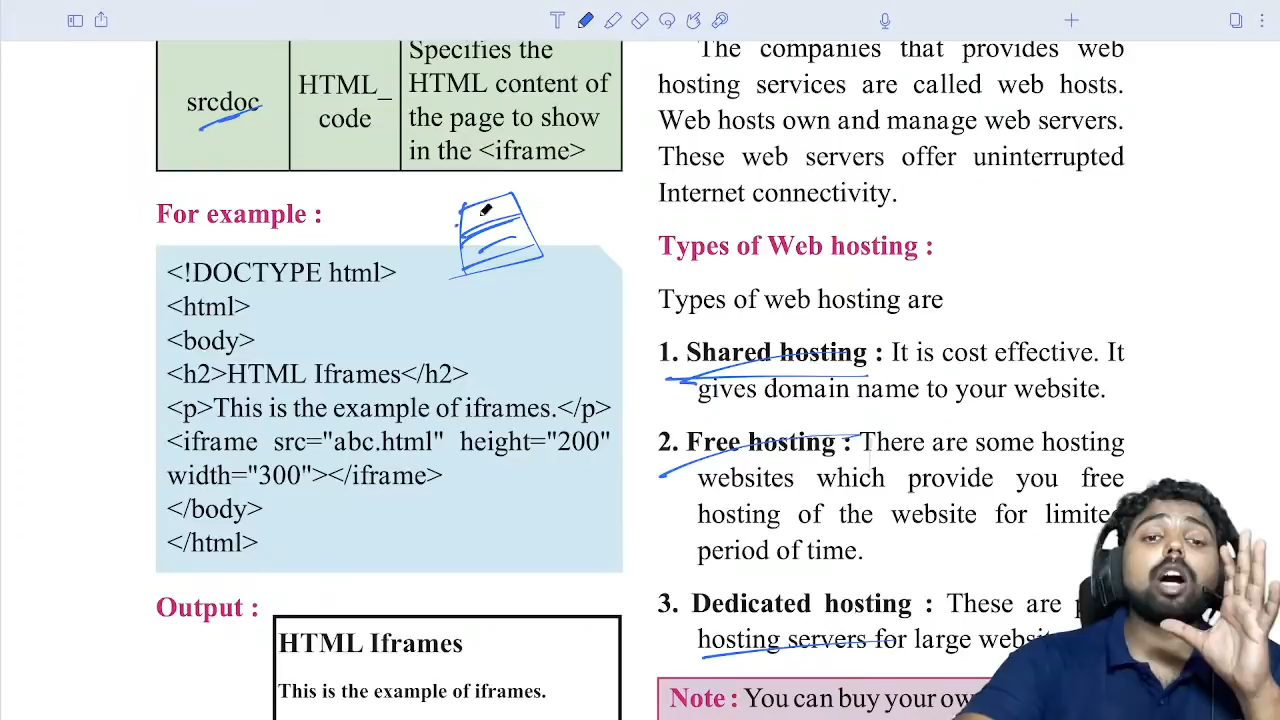 srcdoc
HTML_
code
Specifies the
HTML content of
the page to show
in the <iframe>
For example :
<!DOCTYPE html>
<html>
<body>
<h2>HTML Iframes</h2>
<p>This is the example of iframes.</p>
<iframe src="abc.html" height="200"
width="300"></iframe>
</body>
</html>
Output :
HTML Iframes
This is the example of iframes.
The companies that provides web
hosting services are called web hosts.
Web hosts own and manage web servers.
These web servers offer uninterrupted
Internet connectivity.
Types of Web hosting :
Types of web hosting are
1. Shared hosting : It is cost effective. It
gives domain name to your website.
2. Free hosting : There are some hosting
websites which provide you free
hosting of the website for
period of time.
3. Dedicated hosting : These are
hosting servers for large
Note : You can buy your own